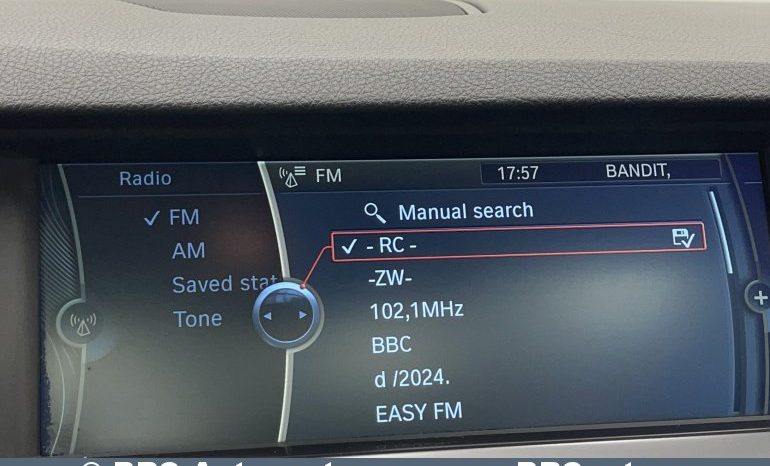 Radio
FM
17:57
BANDIT,
FM
AM
Saved stat
Tone
Manual search
- RC -
-ZW-
102,1MHz
BBC
d /2024.
EASY FM